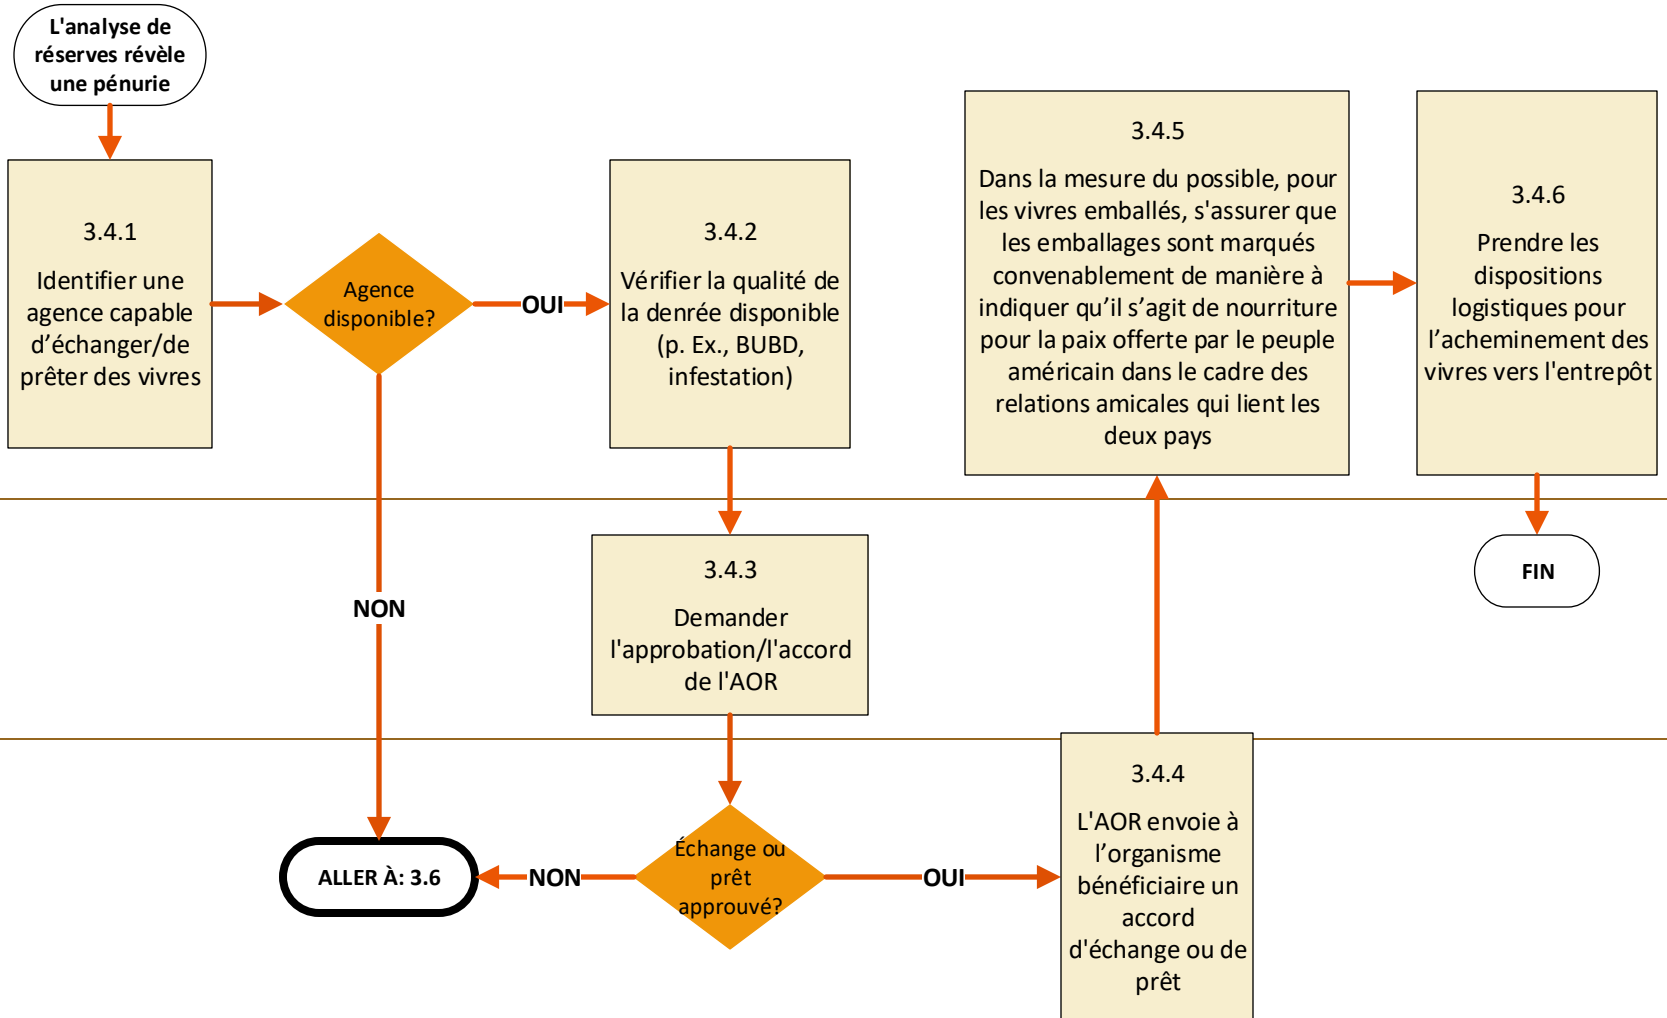 L'analyse de
réserves révèle
une pénurie
3.4.1
Identifier une
agence capable
d’échanger/de
prêter des vivres
Agence
disponible?
OUI
3.4.2
Vérifier la qualité de
la denrée disponible
(p. Ex., BUBD,
infestation)
3.4.5
Dans la mesure du possible, pour
les vivres emballés, s'assurer que
les emballages sont marqués
convenablement de manière à
indiquer qu’il s’agit de nourriture
pour la paix offerte par le peuple
américain dans le cadre des
relations amicales qui lient les
deux pays
3.4.6
Prendre les
dispositions
logistiques pour
l’acheminement des
vivres vers l'entrepôt
NON
3.4.3
Demander
l'approbation/l'accord
de l'AOR
FIN
ALLER À: 3.6
NON
Échange ou
prêt
approuvé?
OUI
3.4.4
L'AOR envoie à
l’organisme
bénéficiaire un
accord
d'échange ou de
prêt